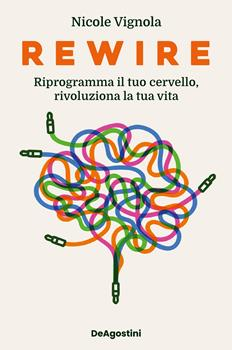 Nicole Vignola
REWIRE
Riprogramma il tuo cervello,
rivoluziona la tua vita
DeAgostini